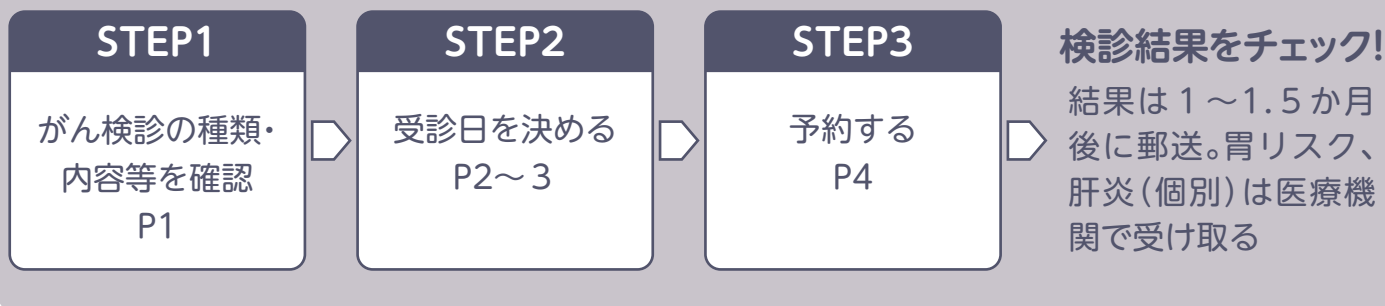 STEP1
がん検診の種類・
内容等を確認
P1
STEP2
受診日を決める
P2〜3
STEP3
予約する
P4
検診結果をチェック!
結果は1〜1.5か月
後に郵送。胃リスク、
肝炎(個別)は医療機
関で受け取る